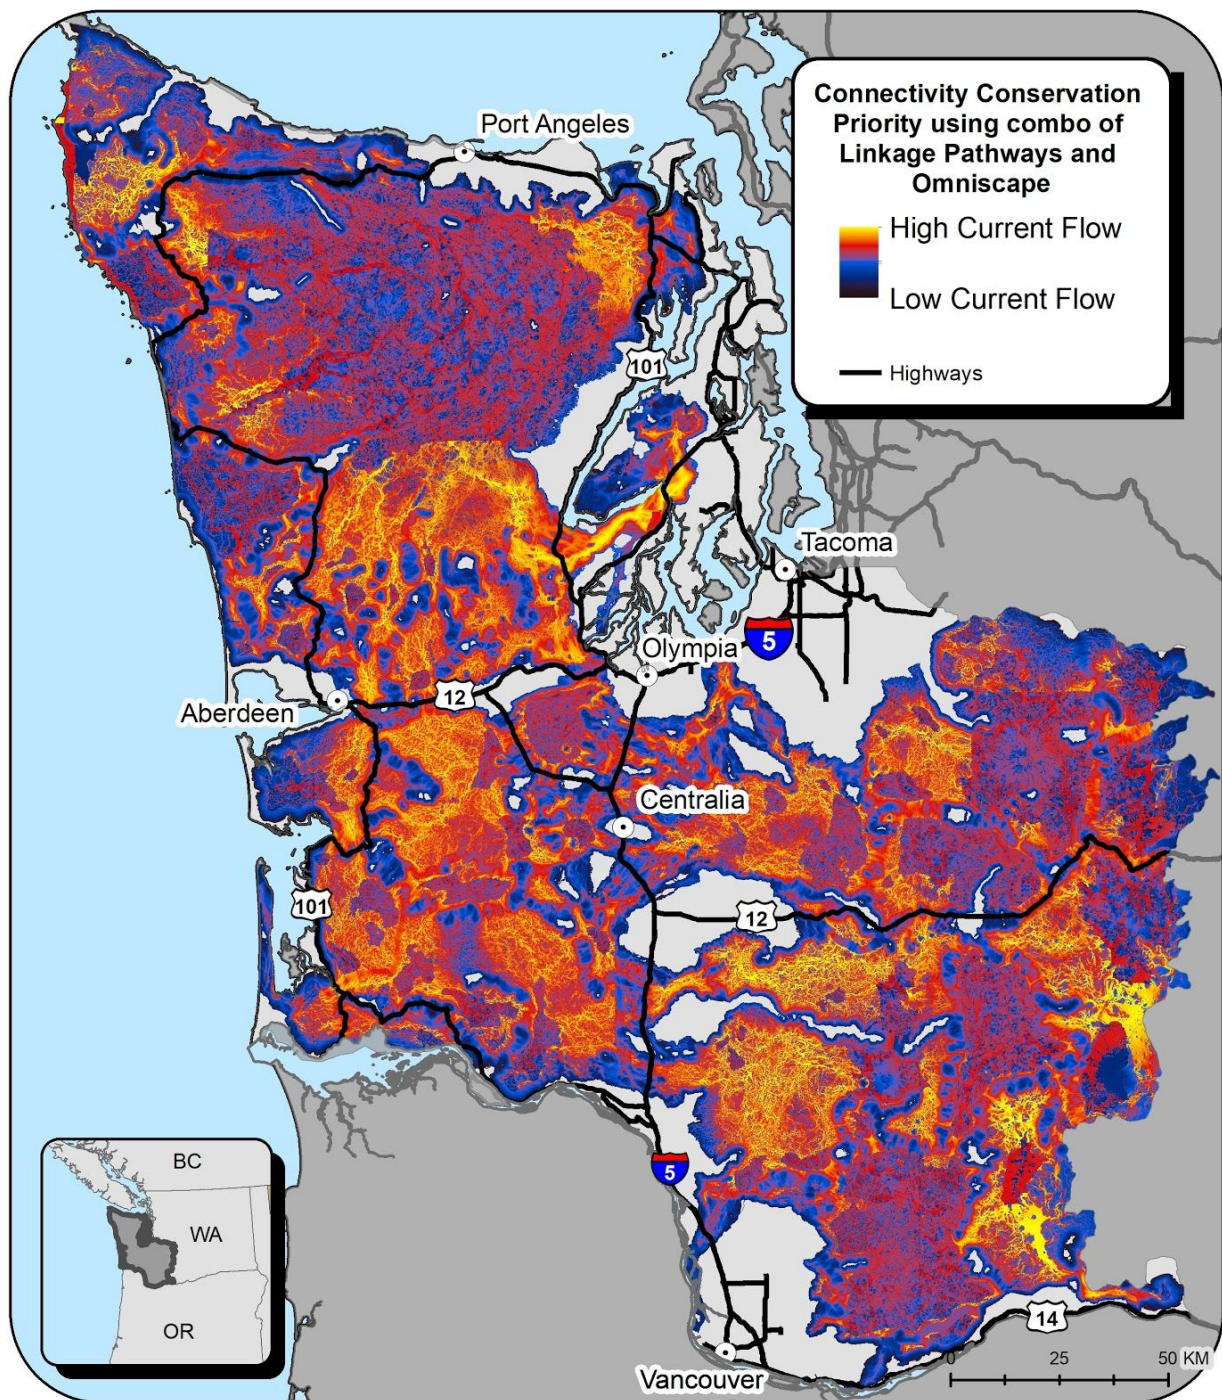 Connectivity Conservation
Priority using combo of
Linkage Pathways and
Omniscape
High Current Flow
Low Current Flow
Highways
Port Angeles
101
Tacoma
5
Olympia
12
Aberdeen
Centralia
101
12
5
BC
WA
OR
14
Vancouver
0 25 50 KM